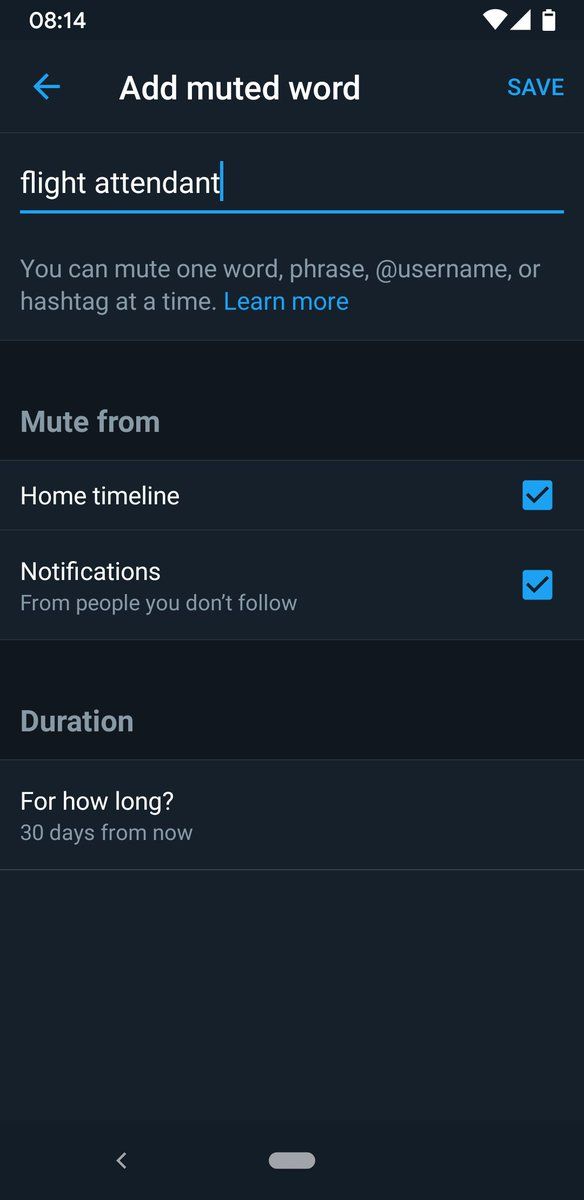 08:14
Add muted word
SAVE
flight attendant
You can mute one word, phrase, @username, or
hashtag at a time. Learn more
Mute from
Home timeline
Notifications
From people you don’t follow
Duration
For how long?
30 days from now